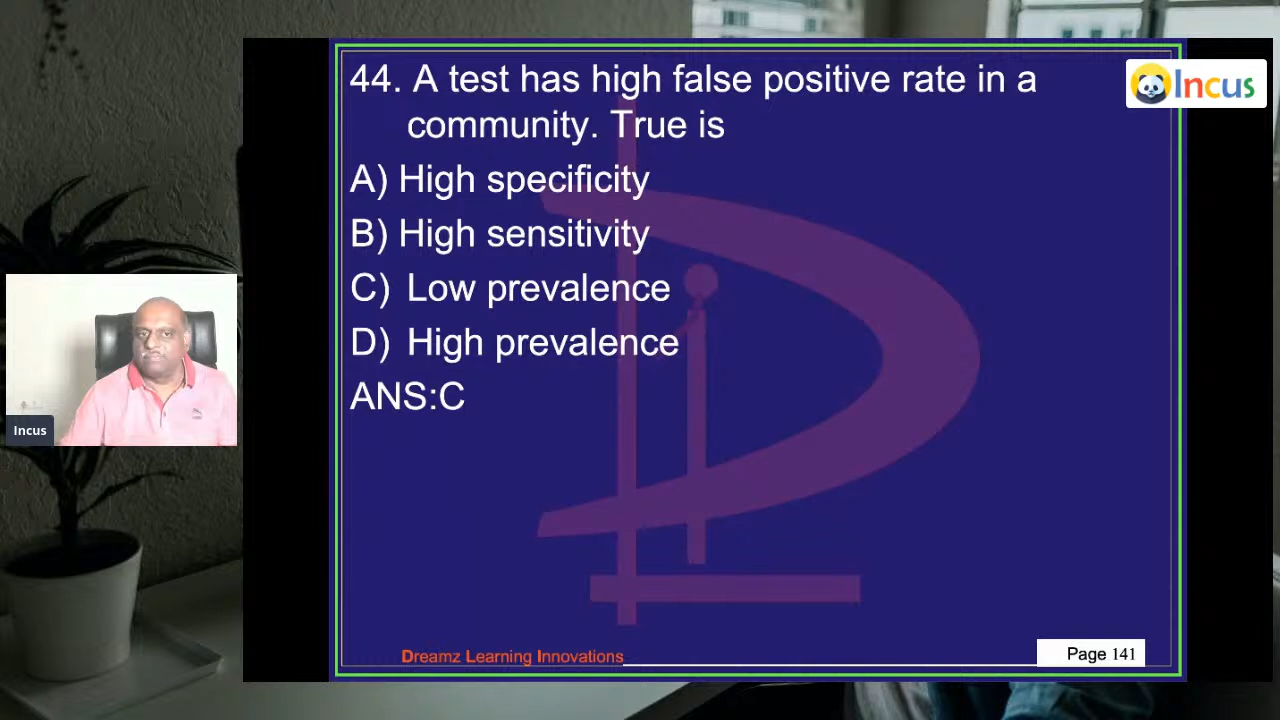 44. A test has high false positive rate in a
community. True is
A) High specificity
B) High sensitivity
C) Low prevalence
D) High prevalence
ANS:C
Incus
Incus
Dreamz Learning Innovations
Page 141